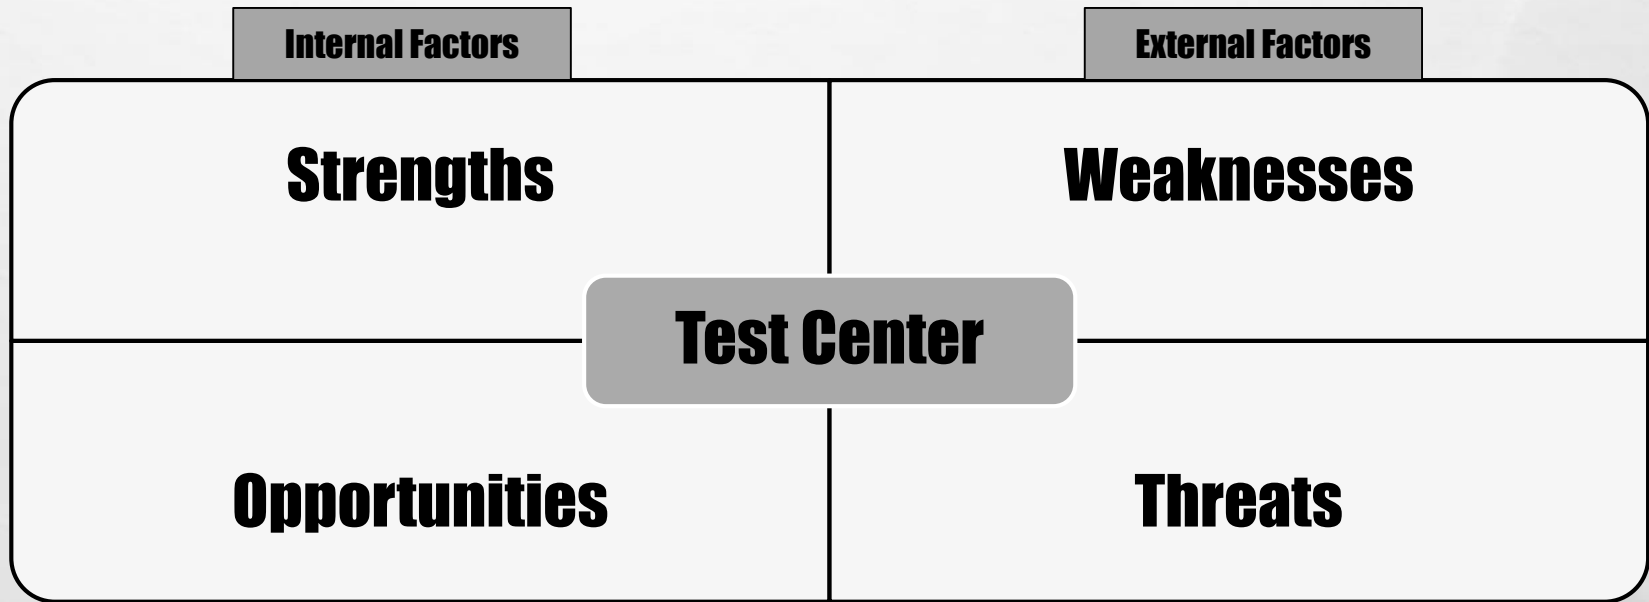 Internal Factors
External Factors
Strengths
Weaknesses
Test Center
Opportunities
Threats